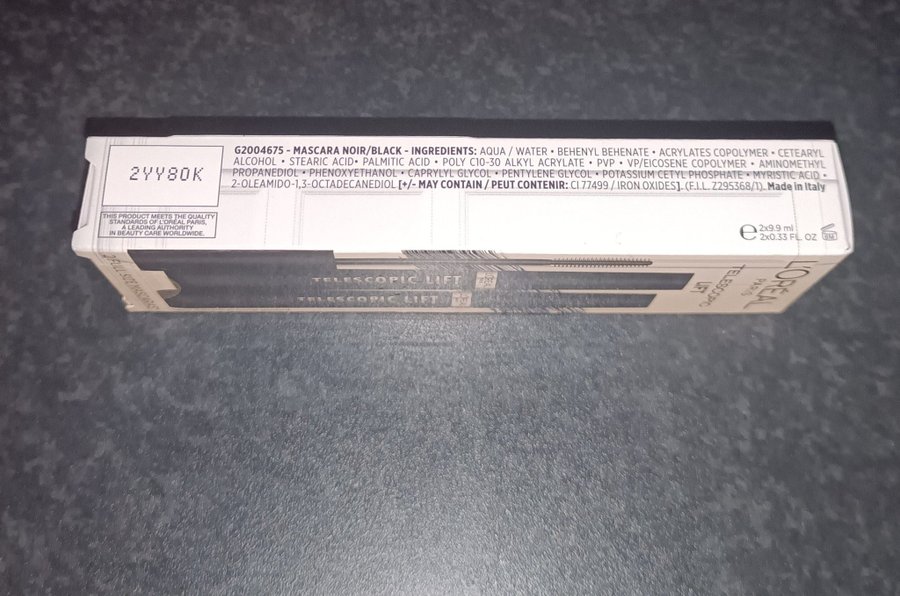 2YY80K
THIS PRODUCT MEETS THE QUALITY
STANDARDS OF L'ORÉAL PARIS,
A LEADING AUTHORITY
IN BEAUTY CARE WORLDWIDE.
G2004675 - MASCARA NOIR/BLACK - INGREDIENTS: AQUA / WATER • BEHENYL BEHENATE • ACRYLATES COPOLYMER • CETEARYL
ALCOHOL • STEARIC ACID • PALMITIC ACID • POLY C10-30 ALKYL ACRYLATE • PVP • VP/EICOSENE COPOLYMER • AMINOMETHYL
PROPANEDIOL • PHENOXYETHANOL • CAPRYLYL GLYCOL • PENTYLENE GLYCOL • POTASSIUM CETYL PHOSPHATE • MYRISTIC ACID •
2-OLEAMIDO-1,3-OCTADECANEDIOL [+/- MAY CONTAIN / PEUT CONTENIR: CI 77499 / IRON OXIDES]. (F.I.L. Z295368/1). Made in Italy
℮ 2x9.9 ml
2x0.33 FL. OZ
6M
TELESCOPIC LIFT
TELESCOPIC LIFT
L'ORÉAL
PARIS
TELESCOPIC
LIFT